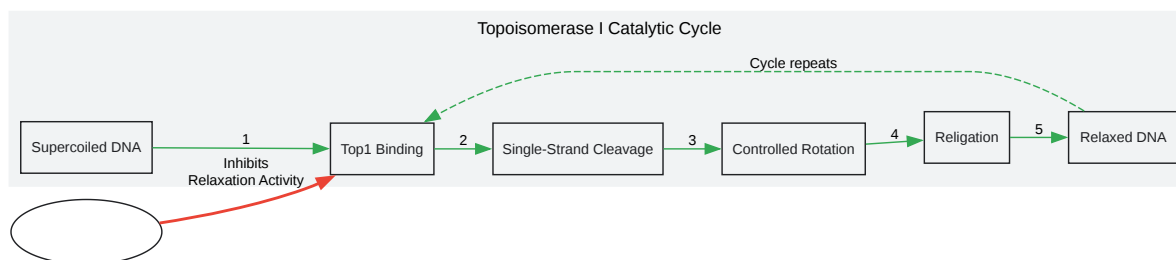 Topoisomerase I Catalytic Cycle
Cycle repeats
Supercoiled DNA
1
Top1 Binding
2
Single-Strand Cleavage
3
Controlled Rotation
4
Religation
5
Relaxed DNA
Inhibits
Relaxation Activity